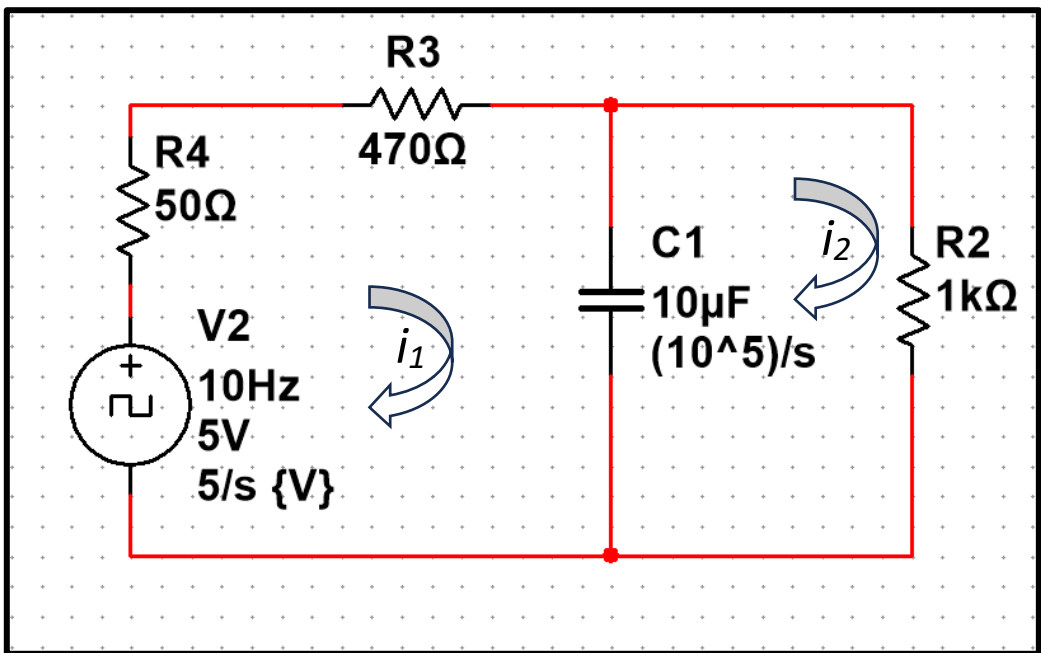 R3
470Ω
R4
50Ω
V2
10Hz
5V
5/s {V}
i1
C1
10µF
(10^5)/s
i2
R2
1kΩ